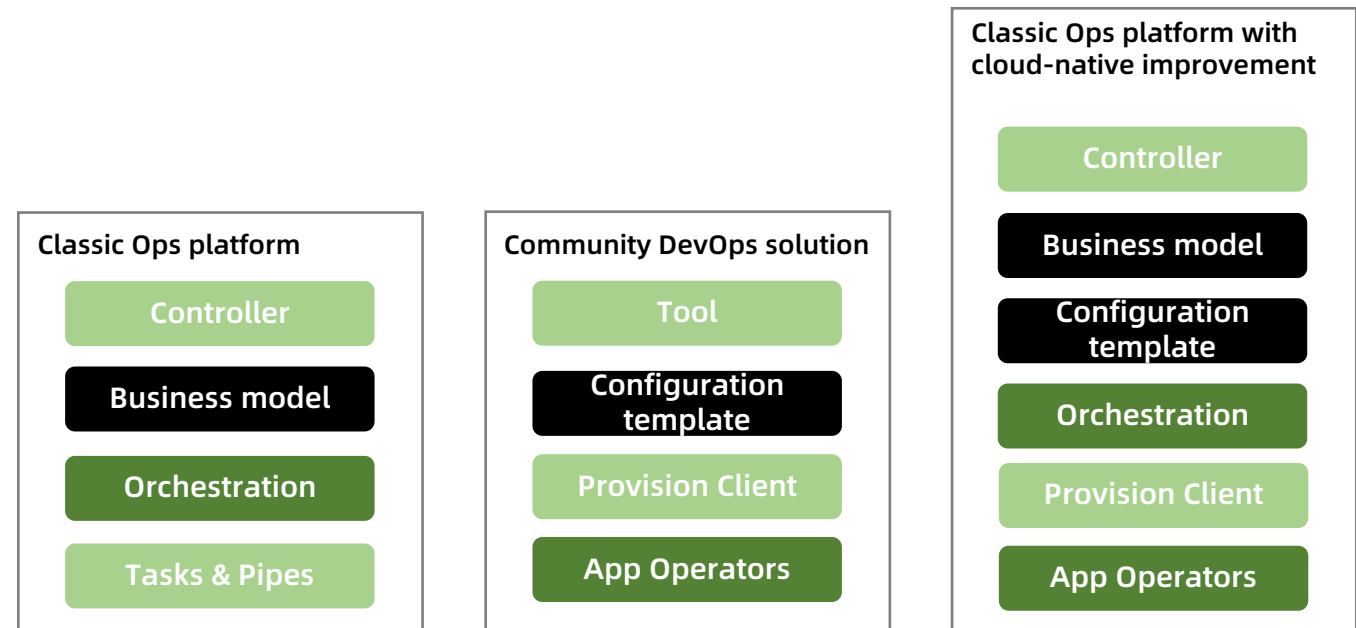 Classic Ops platform
Controller
Business model
Orchestration
Tasks & Pipes
Community DevOps solution
Tool
Configuration
template
Provision Client
App Operators
Classic Ops platform with
cloud-native improvement
Controller
Business model
Configuration
template
Orchestration
Provision Client
App Operators